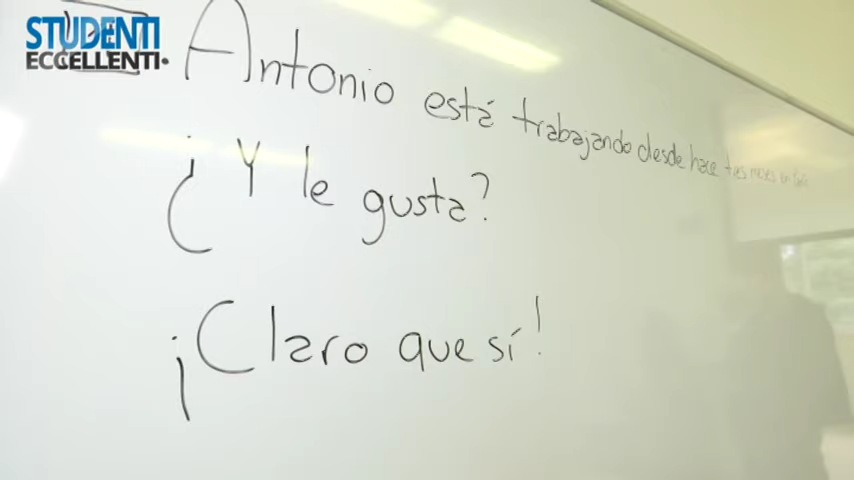 STUDENTI
ECCELLENTI
Antonio está trabajando desde hace tres meses en
¿Y le gusta?
¡Claro que sí!